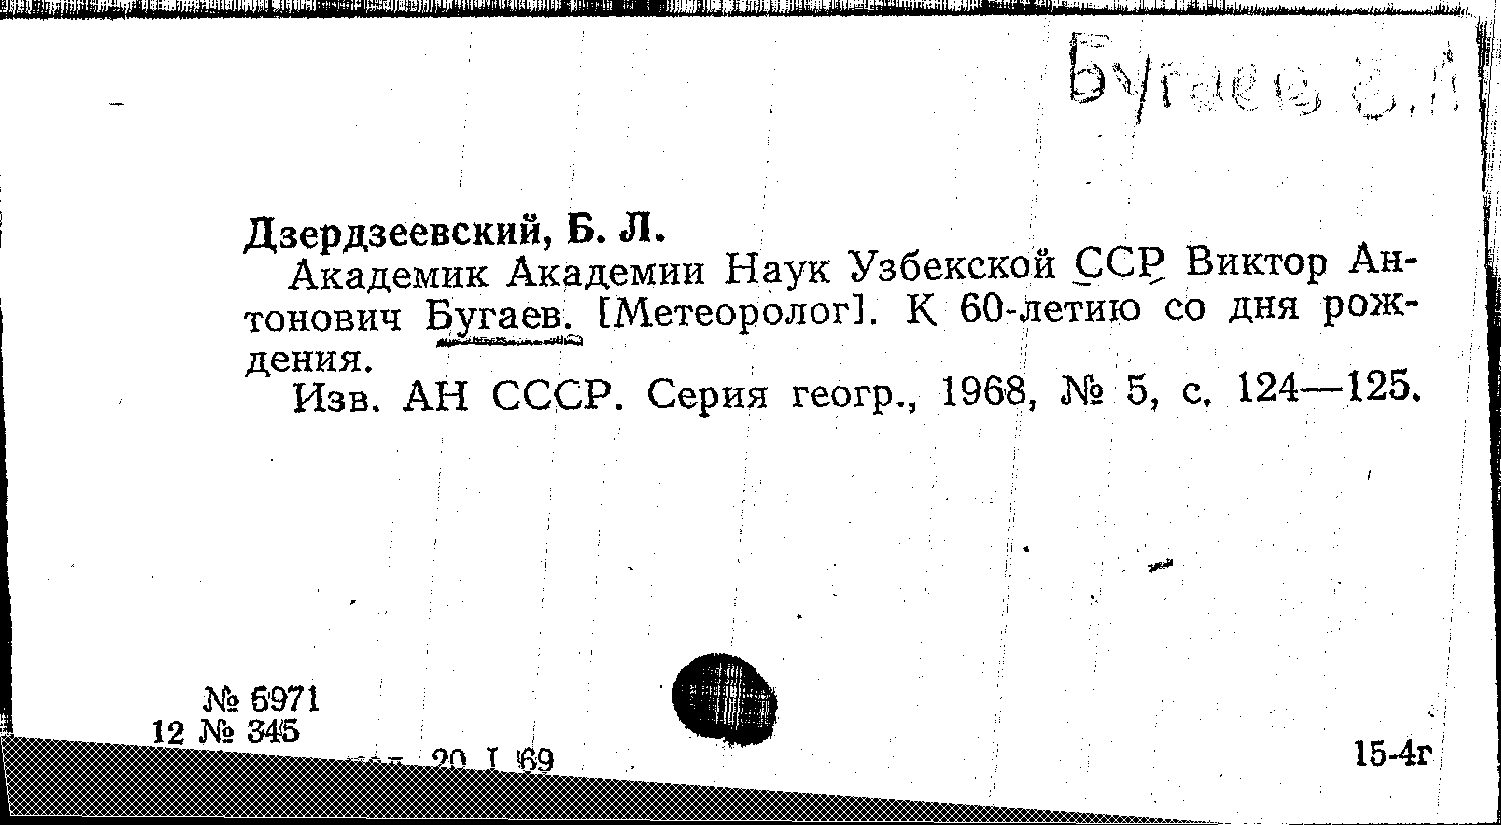 Бугаев В.А
Дзердзеевский, Б. Л.
Академик Академии Наук Узбекской ССР Виктор Ан-
тонович Бугаев. [Метеоролог]. К 60-летию со дня рож-
дения.
Изв. АН СССР. Серия геогр., 1968, № 5, с. 124—125.
№ 6971
12 № 345
20 I 69
15-4г